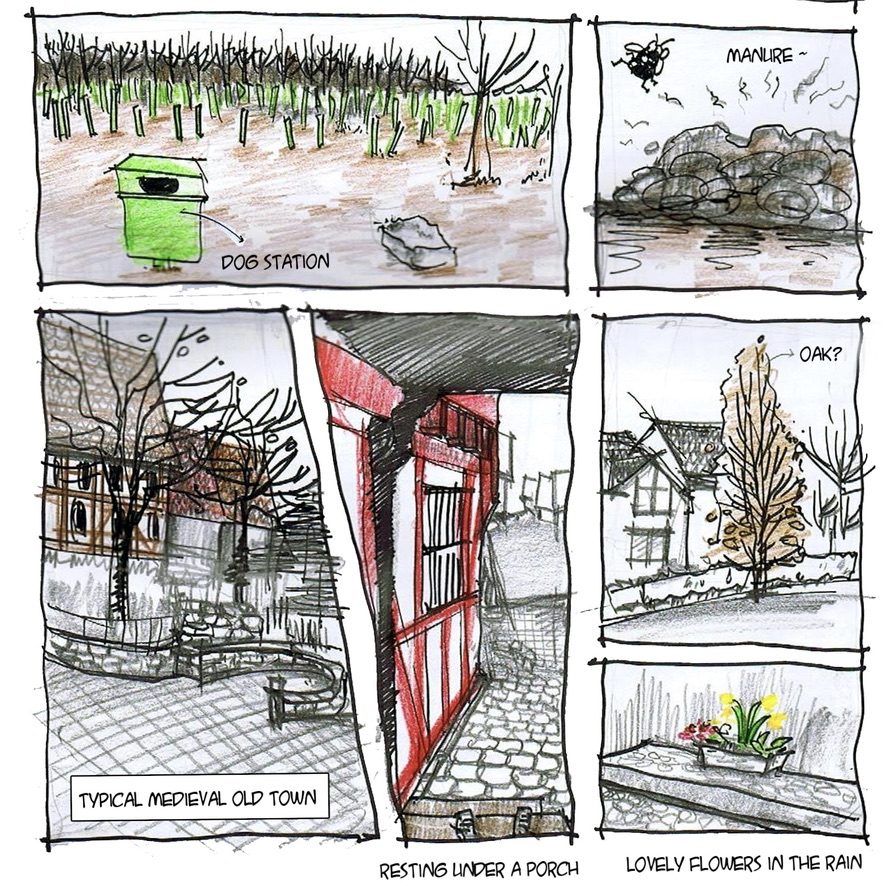 MANURE ~
DOG STATION
OAK?
TYPICAL MEDIEVAL OLD TOWN
RESTING UNDER A PORCH
LOVELY FLOWERS IN THE RAIN